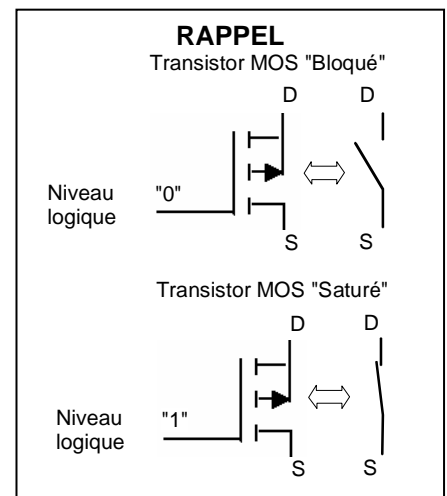 RAPPEL
Transistor MOS "Bloqué"
D D
Niveau logique "0"
S S
Transistor MOS "Saturé"
D D
Niveau logique "1"
S S